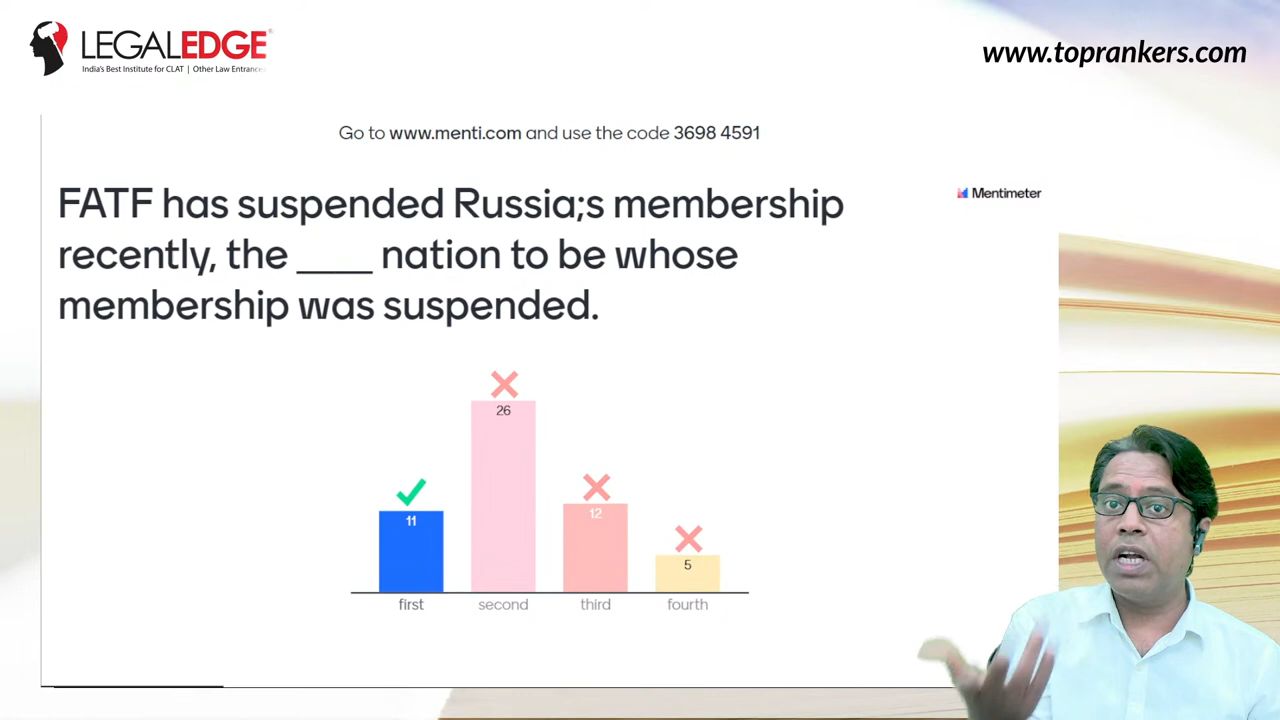 LEGALEDGE
India's Best Institute for CLAT | Other Law Entrances
www.toprankers.com
Go to www.menti.com and use the code 3698 4591
Mentimeter
FATF has suspended Russia;s membership
recently, the ____ nation to be whose
membership was suspended.
26
11
12
5
first
second
third
fourth